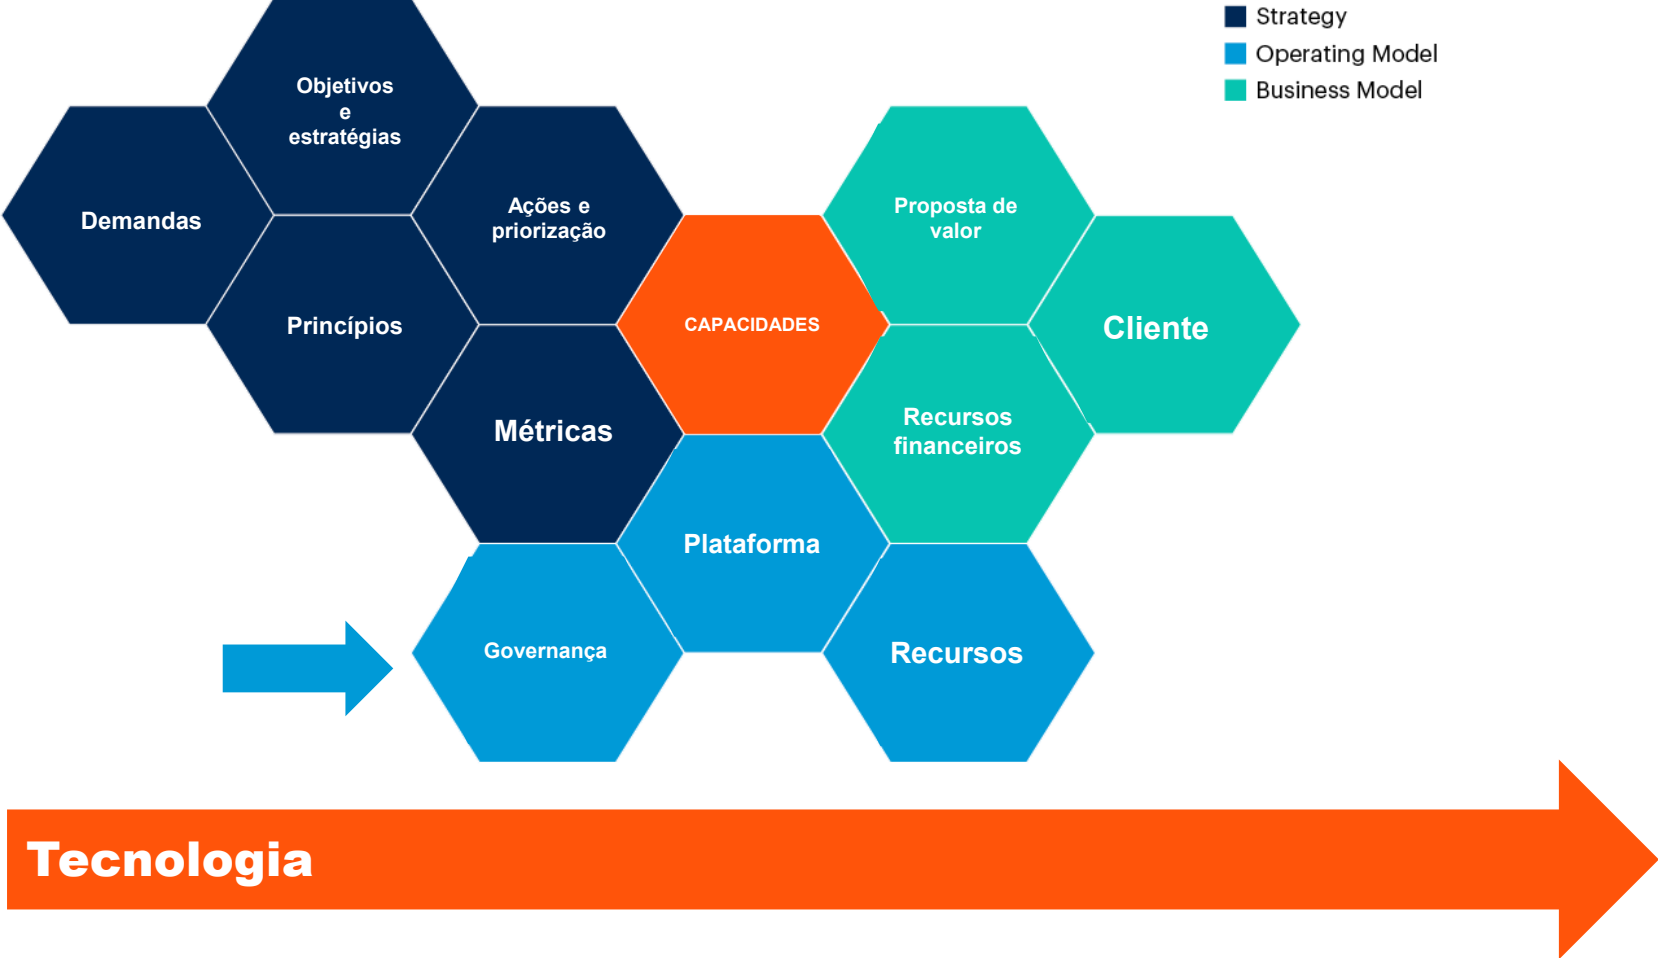 Strategy
Operating Model
Business Model
Objetivos
e
estratégias
Demandas
Ações e
priorização
Proposta de
valor
Princípios
CAPACIDADES
Cliente
Métricas
Recursos
financeiros
Plataforma
Governança
Recursos
Tecnologia